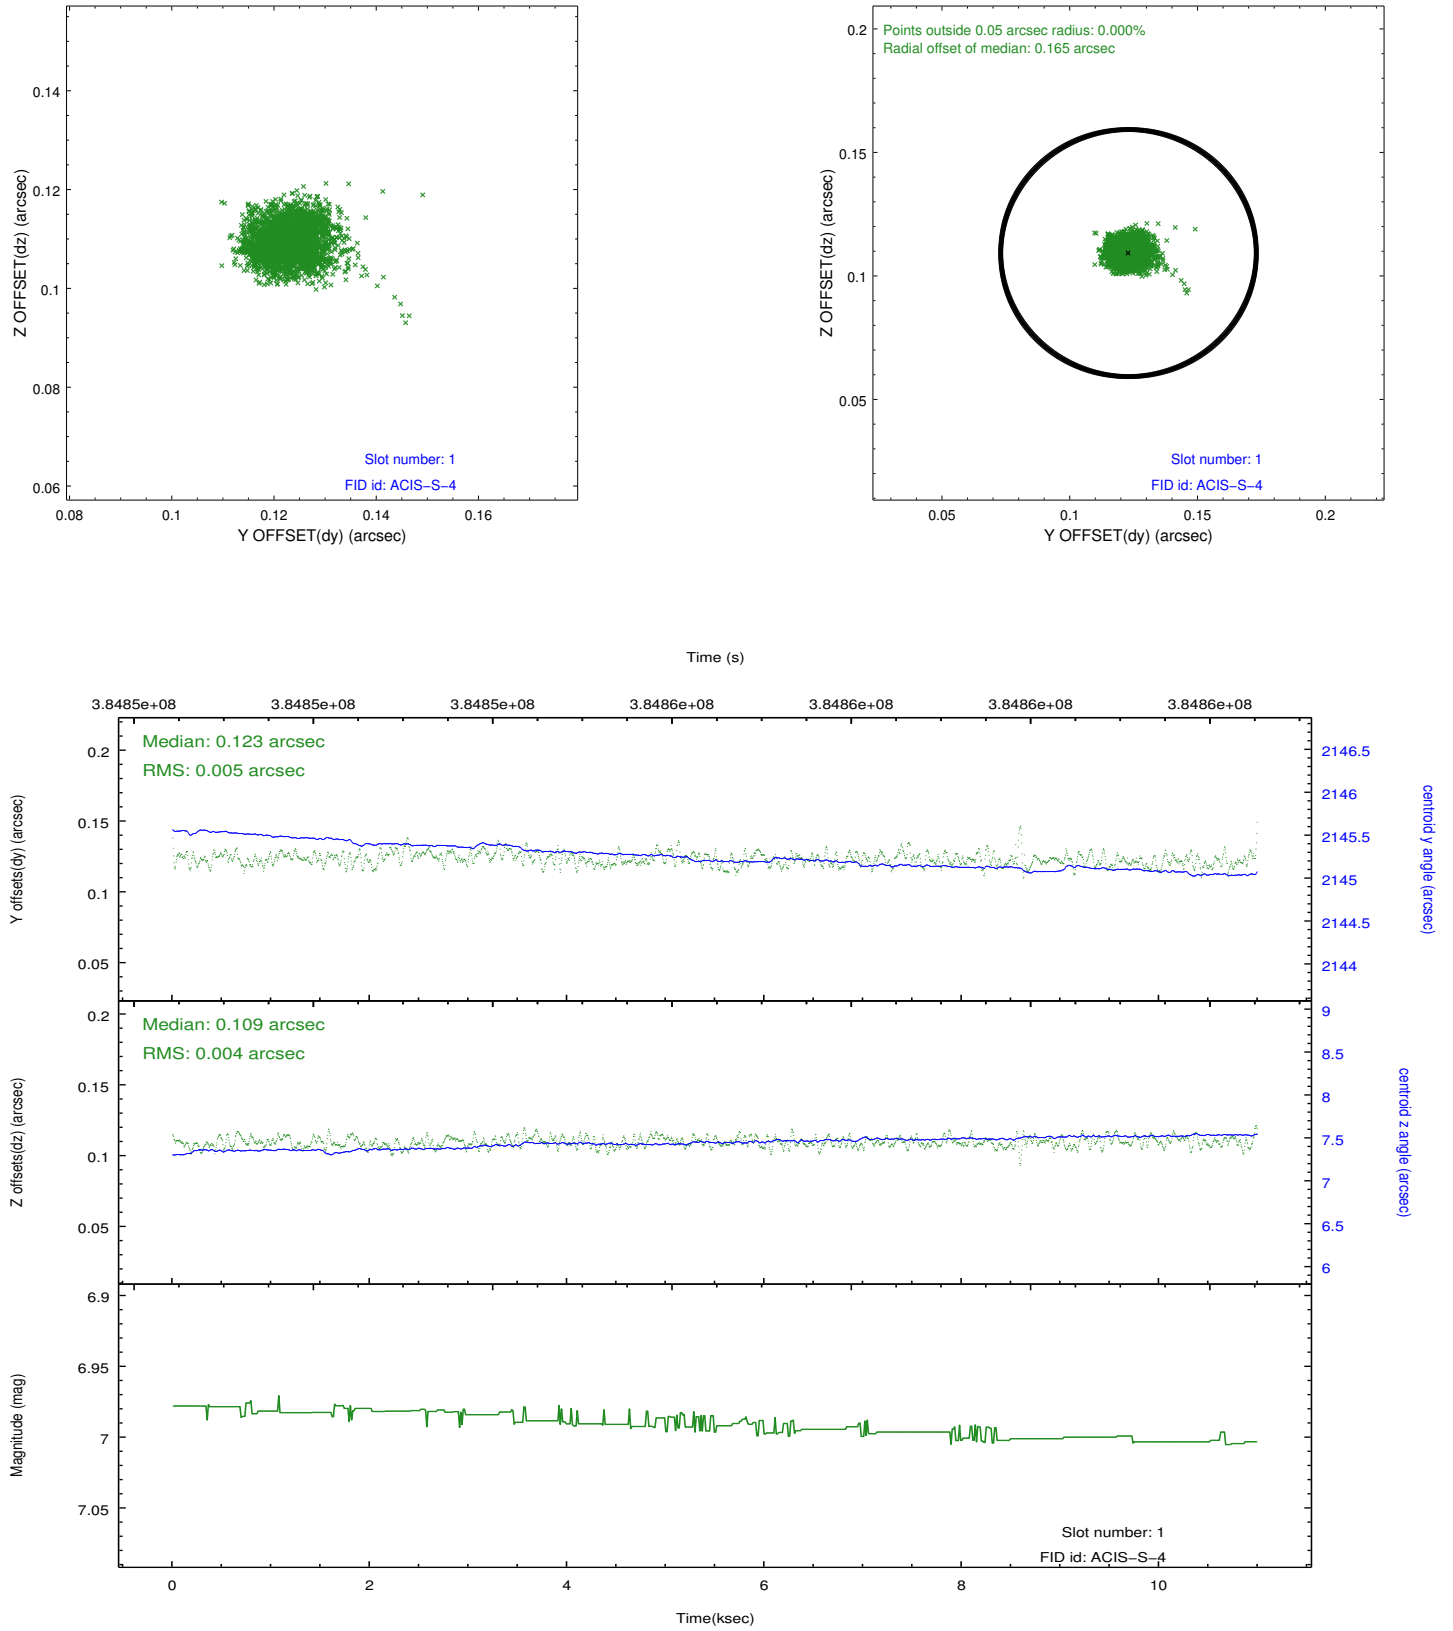 0.14
0.12
0.1
0.08
0.06
Z OFFSET(dz) (arcsec)
Slot number: 1
FID id: ACIS−S−4
0.08 0.1 0.12 0.14 0.16
Y OFFSET(dy) (arcsec)
Points outside 0.05 arcsec radius: 0.000%
Radial offset of median: 0.165 arcsec
0.2
0.15
0.1
0.05
Z OFFSET(dz) (arcsec)
Slot number: 1
FID id: ACIS−S−4
0.05 0.1 0.15 0.2
Y OFFSET(dy) (arcsec)
Time (s)
3.8485e+08 3.8485e+08 3.8485e+08 3.8486e+08 3.8486e+08 3.8486e+08 3.8486e+08
Median: 0.123 arcsec
RMS: 0.005 arcsec
0.2
0.15
0.1
0.05
Y offsets(dy) (arcsec)
2146.5
2146
2145.5
2145
2144.5
2144
centroid y angle (arcsec)
Median: 0.109 arcsec
RMS: 0.004 arcsec
0.2
0.15
0.1
0.05
Z offsets(dz) (arcsec)
9
8.5
8
7.5
7
6.5
6
centroid z angle (arcsec)
6.9
6.95
7
7.05
Magnitude (mag)
Slot number: 1
FID id: ACIS−S−4
0 2 4 6 8 10
Time(ksec)